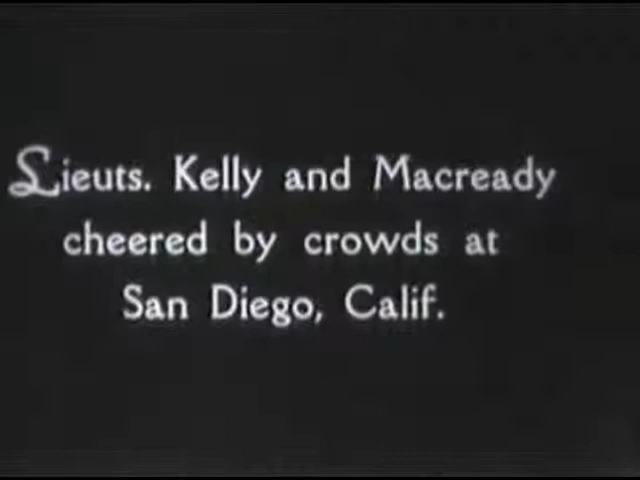 Lieuts. Kelly and Macready
cheered by crowds at
San Diego, Calif.